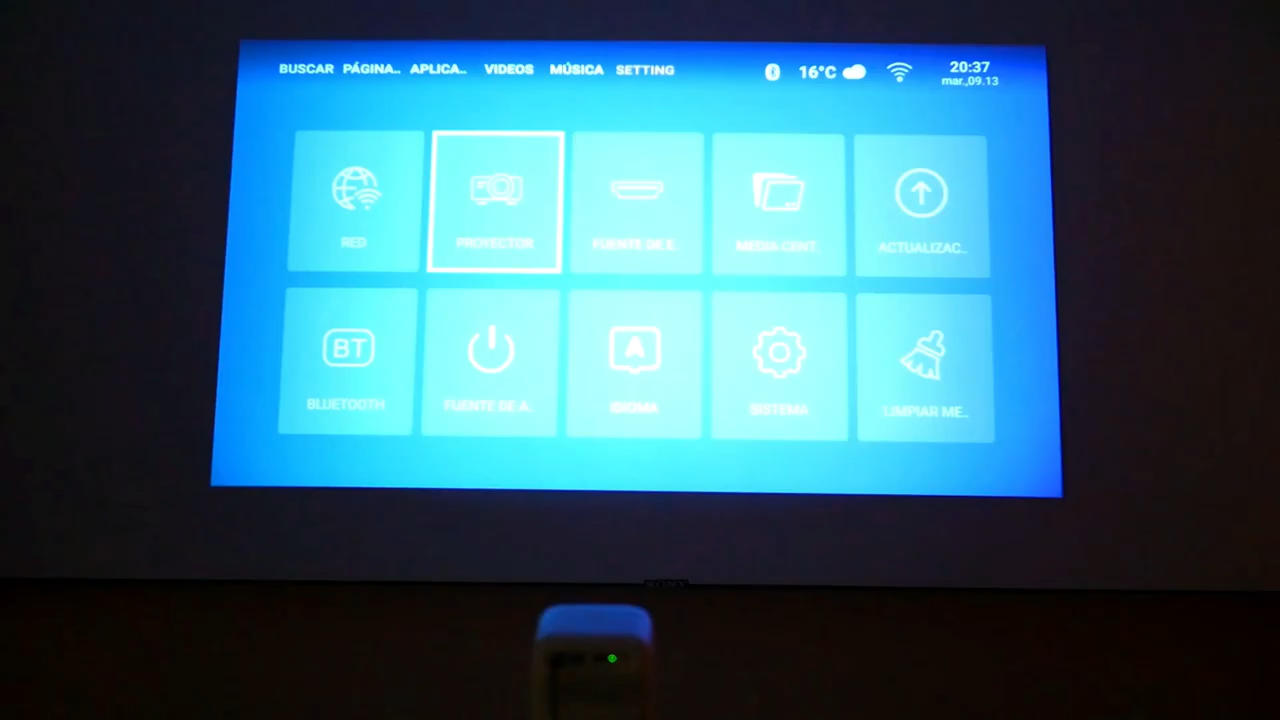 BUSCAR PÁGINA.. APLICA.. VIDEOS MÚSICA SETTING
16°C
20:37
mar.,09.13
RED PROYECTOR FUENTE DE E.. MEDIA CENT.. ACTUALIZAC..
BT A
BLUETOOTH FUENTE DE A.. IDIOMA SISTEMA LIMPIAR ME..
SONY